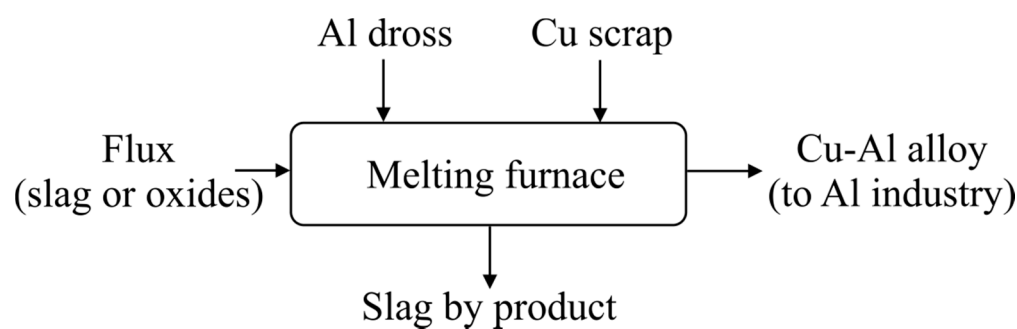 Al dross
Cu scrap
Flux
(slag or oxides)
Melting furnace
Cu-Al alloy
(to Al industry)
Slag by product